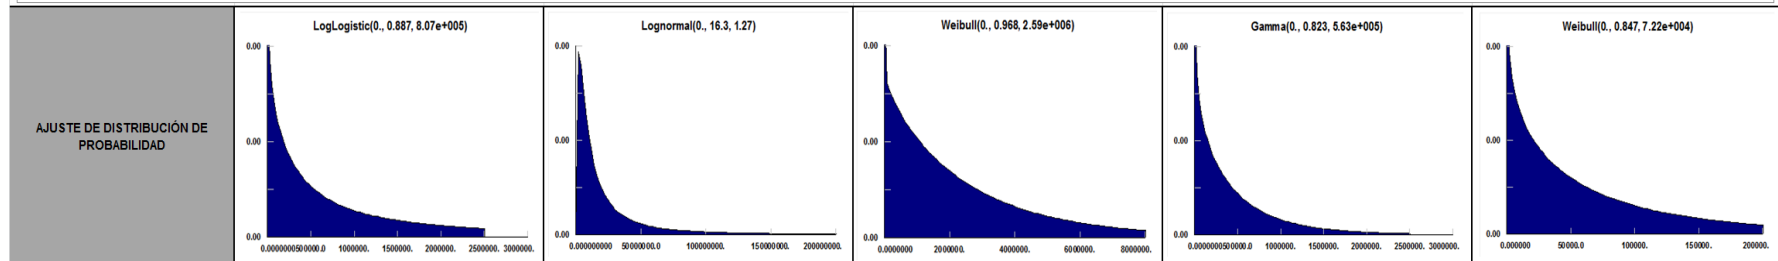 AJUSTE DE DISTRIBUCIÓN DE
PROBABILIDAD
LogLogistic(0., 0.887, 8.07e+005)
0.00
0.00
0.00
0.000000500000.0 1000000. 1500000. 2000000. 2500000. 3000000.
Lognormal(0., 16.3, 1.27)
0.00
0.00
0.00
0.000000000 50000000.0 100000000. 150000000. 200000000.
Weibull(0., 0.968, 2.59e+006)
0.00
0.00
0.00
0.0000000 2000000. 4000000. 6000000. 8000000.
Gamma(0., 0.823, 5.63e+005)
0.00
0.00
0.00
0.000000500000.0 1000000. 1500000. 2000000. 2500000. 3000000.
Weibull(0., 0.847, 7.22e+004)
0.00
0.00
0.00
0.000000 50000.0 100000. 150000. 200000.